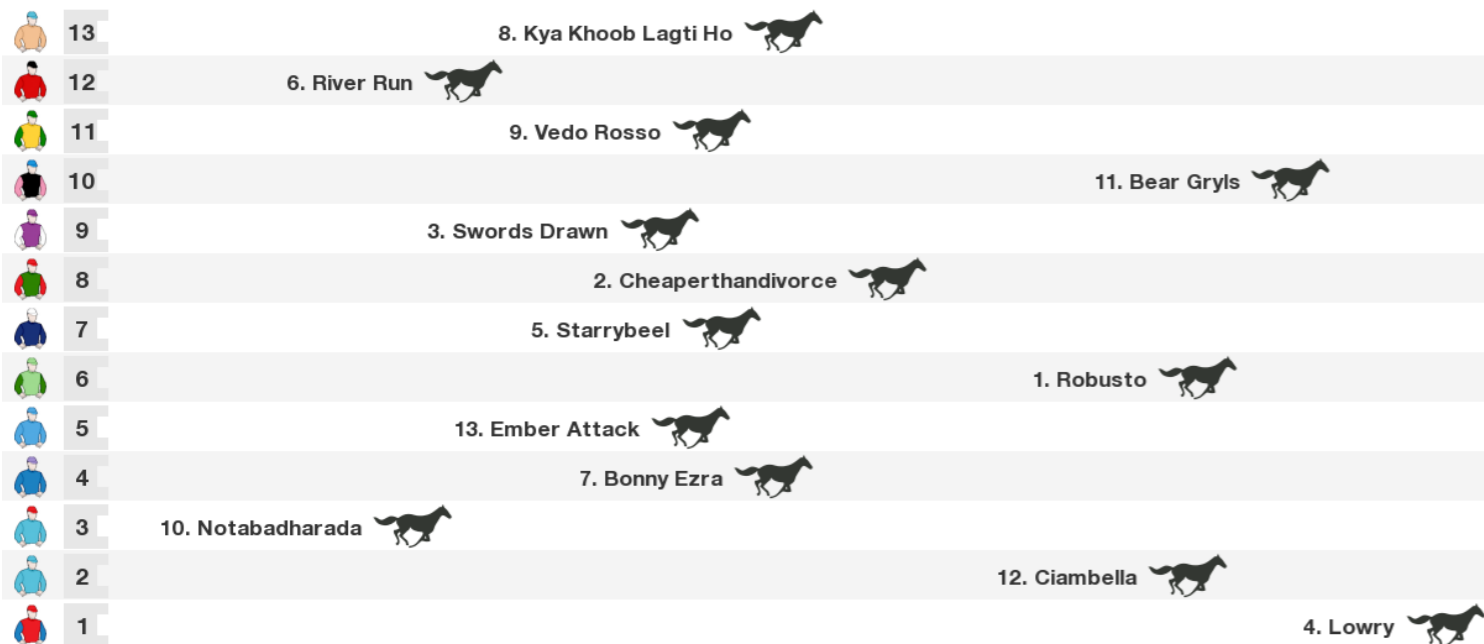 13 8. Kya Khoob Lagti Ho
12 6. River Run
11 9. Vedo Rosso
10 11. Bear Gryls
9 3. Swords Drawn
8 2. Cheaperthandivorce
7 5. Starrybeel
6 1. Robusto
5 13. Ember Attack
4 7. Bonny Ezra
3 10. Notabadharada
2 12. Ciambella
1 4. Lowry